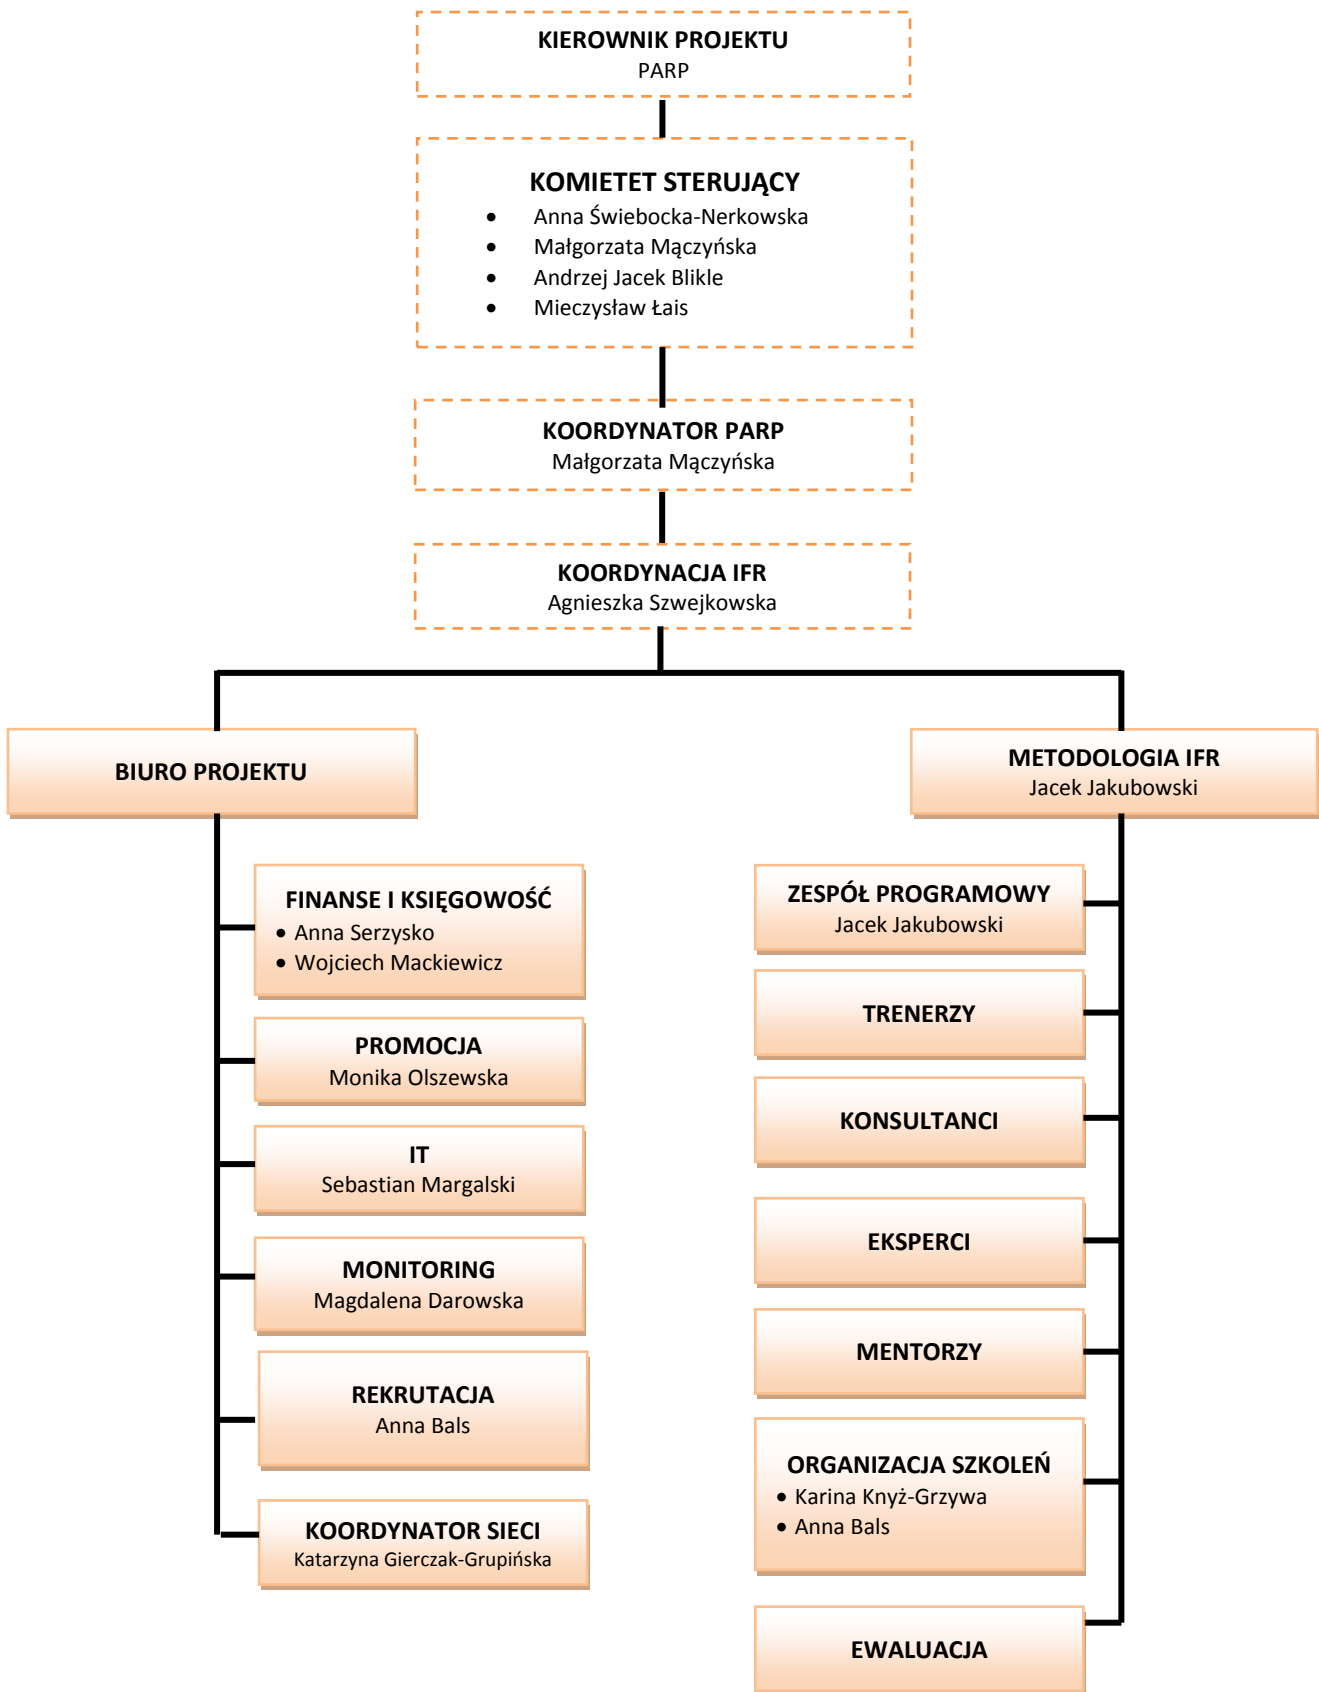 KIEROWNIK PROJEKTU
PARP
KOMIETET STERUJĄCY
• Anna Świebocka-Nerkowska
• Małgorzata Mączyńska
• Andrzej Jacek Blikle
• Mieczysław Łais
KOORDYNATOR PARP
Małgorzata Mączyńska
KOORDYNACJA IFR
Agnieszka Szwejkowska
BIURO PROJEKTU
FINANSE I KSIĘGOWOŚĆ
• Anna Serzysko
• Wojciech Mackiewicz
PROMOCJA
Monika Olszewska
IT
Sebastian Margalski
MONITORING
Magdalena Darowska
REKRUTACJA
Anna Bals
KOORDYNATOR SIECI
Katarzyna Gierczak-Grupińska
METODOLOGIA IFR
Jacek Jakubowski
ZESPÓŁ PROGRAMOWY
Jacek Jakubowski
TRENERZY
KONSULTANCI
EKSPERCI
MENTORZY
ORGANIZACJA SZKOLEŃ
• Karina Knyż-Grzywa
• Anna Bals
EWALUACJA